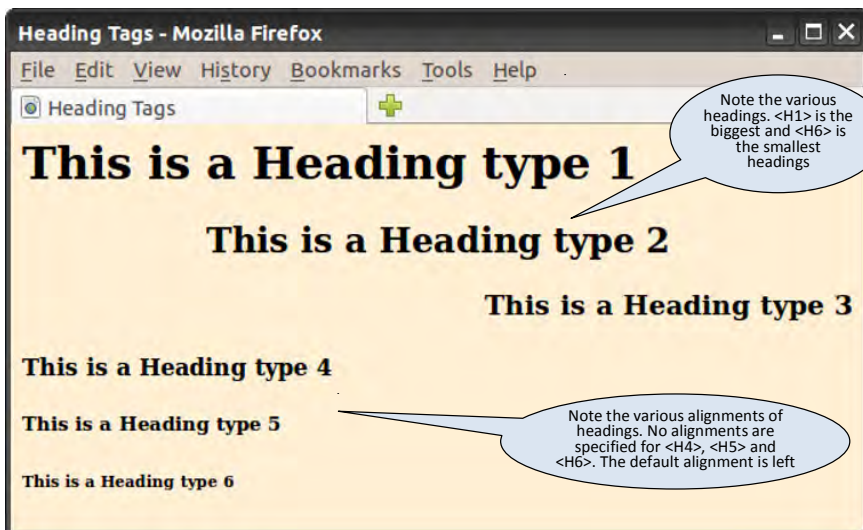 Heading Tags - Mozilla Firefox
File Edit View History Bookmarks Tools Help
Heading Tags
Note the various
headings. <H1> is the
biggest and <H6> is
the smallest
headings
This is a Heading type 1
This is a Heading type 2
This is a Heading type 3
This is a Heading type 4
This is a Heading type 5
Note the various alignments of
headings. No alignments are
specified for <H4>, <H5> and
<H6>. The default alignment is left
This is a Heading type 6